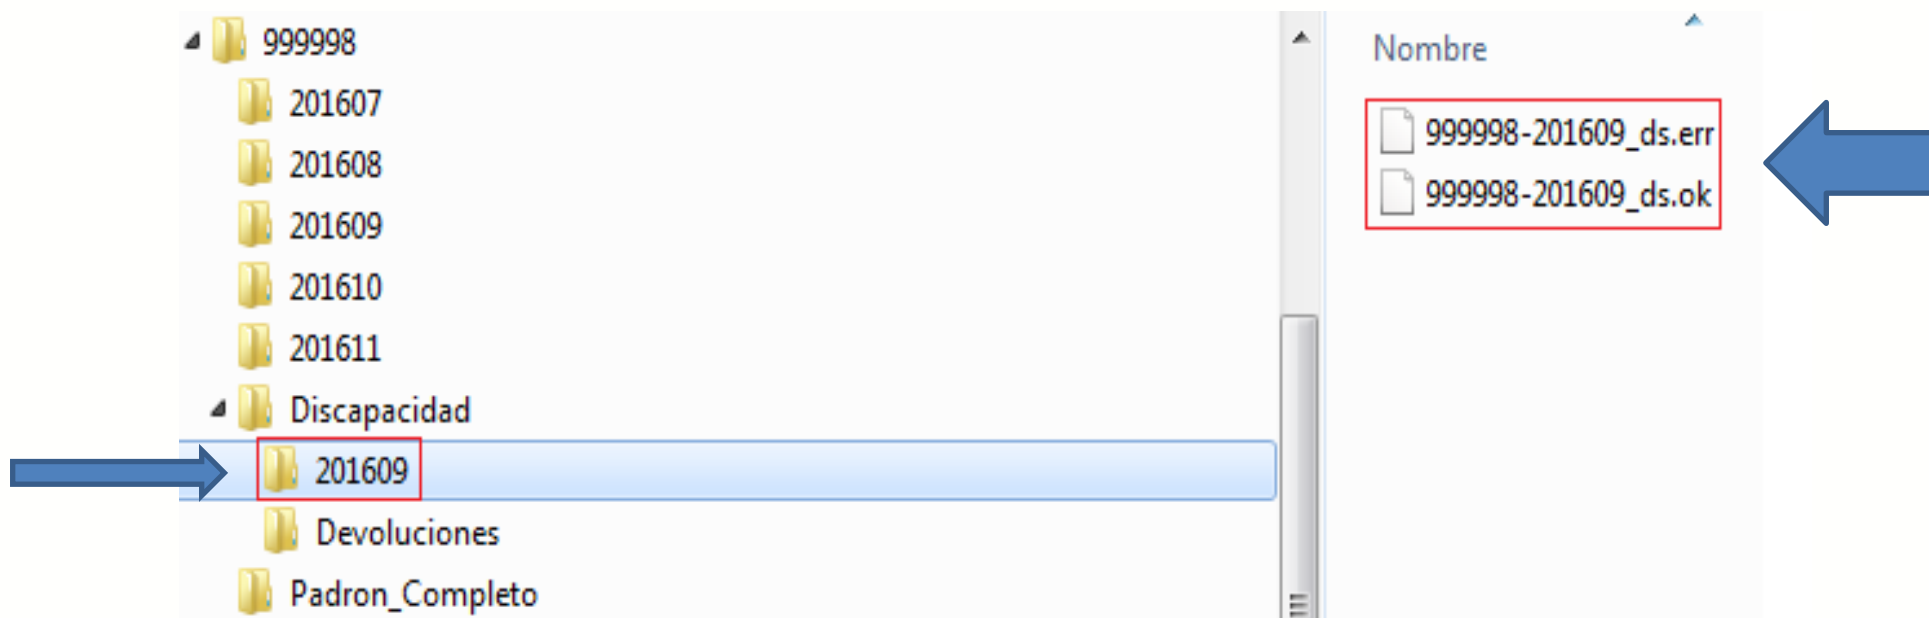 999998
201607
201608
201609
201610
201611
Discapacidad
201609
Devoluciones
Padron_Completo
Nombre
999998-201609_ds.err
999998-201609_ds.ok